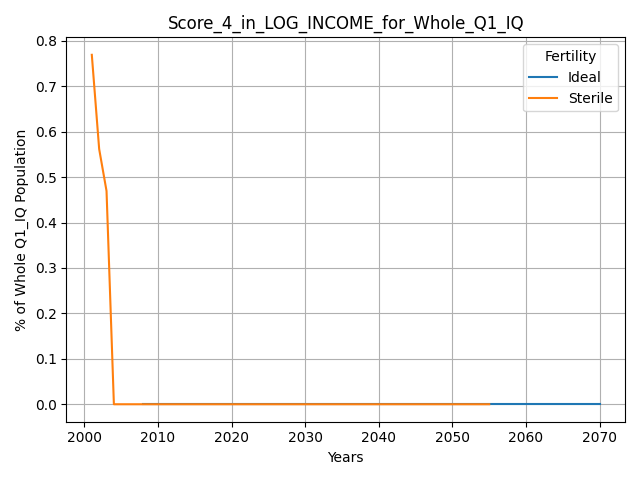 Score_4_in_LOG_INCOME_for_Whole_Q1_IQ
% of Whole Q1_IQ Population
0.8
0.7
0.6
0.5
0.4
0.3
0.2
0.1
0.0
Fertility
Ideal
Sterile
2000 2010 2020 2030 2040 2050 2060 2070
Years